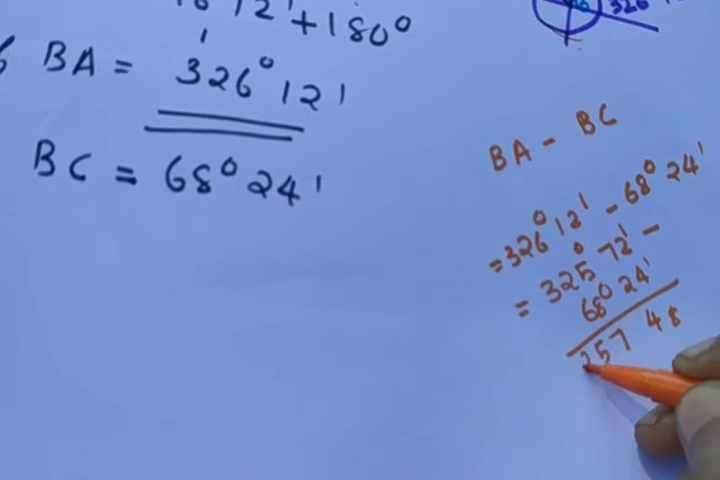 12' + 180°
BA = 326° 12'
BC = 68° 24'
BA - BC
= 326° 12' - 68° 24'
= 325° 72' -
68° 24'
257 48
326